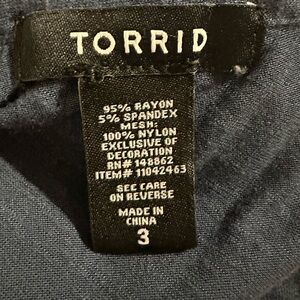 TORRID
95% RAYON
5% SPANDEX
MESH:
100% NYLON
EXCLUSIVE OF
DECORATION
RN# 148862
ITEM# 11042463
SEE CARE
ON REVERSE
MADE IN
CHINA
3